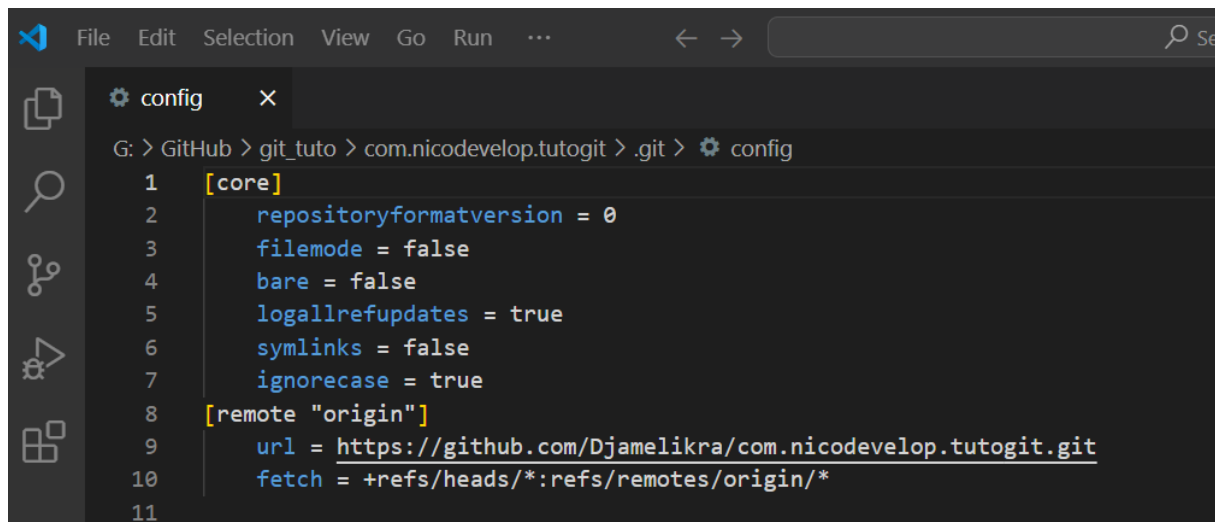 File Edit Selection View Go Run ··· ← → Se
config ×
G: > GitHub > git_tuto > com.nicodevelop.tutogit > .git > config
1 [core]
2 repositoryformatversion = 0
3 filemode = false
4 bare = false
5 logallrefupdates = true
6 symlinks = false
7 ignorecase = true
8 [remote "origin"]
9 url = https://github.com/Djamelikra/com.nicodevelop.tutogit.git
10 fetch = +refs/heads/*:refs/remotes/origin/*
11